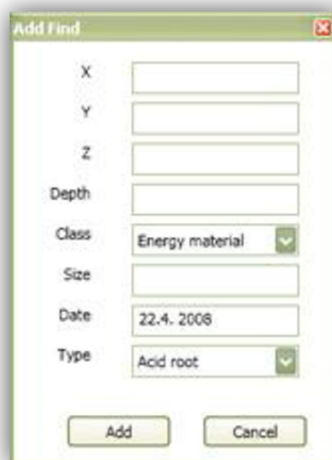 Add Find
X
Y
Z
Depth
Class Energy material
Size
Date 22.4. 2008
Type Acid root
Add Cancel